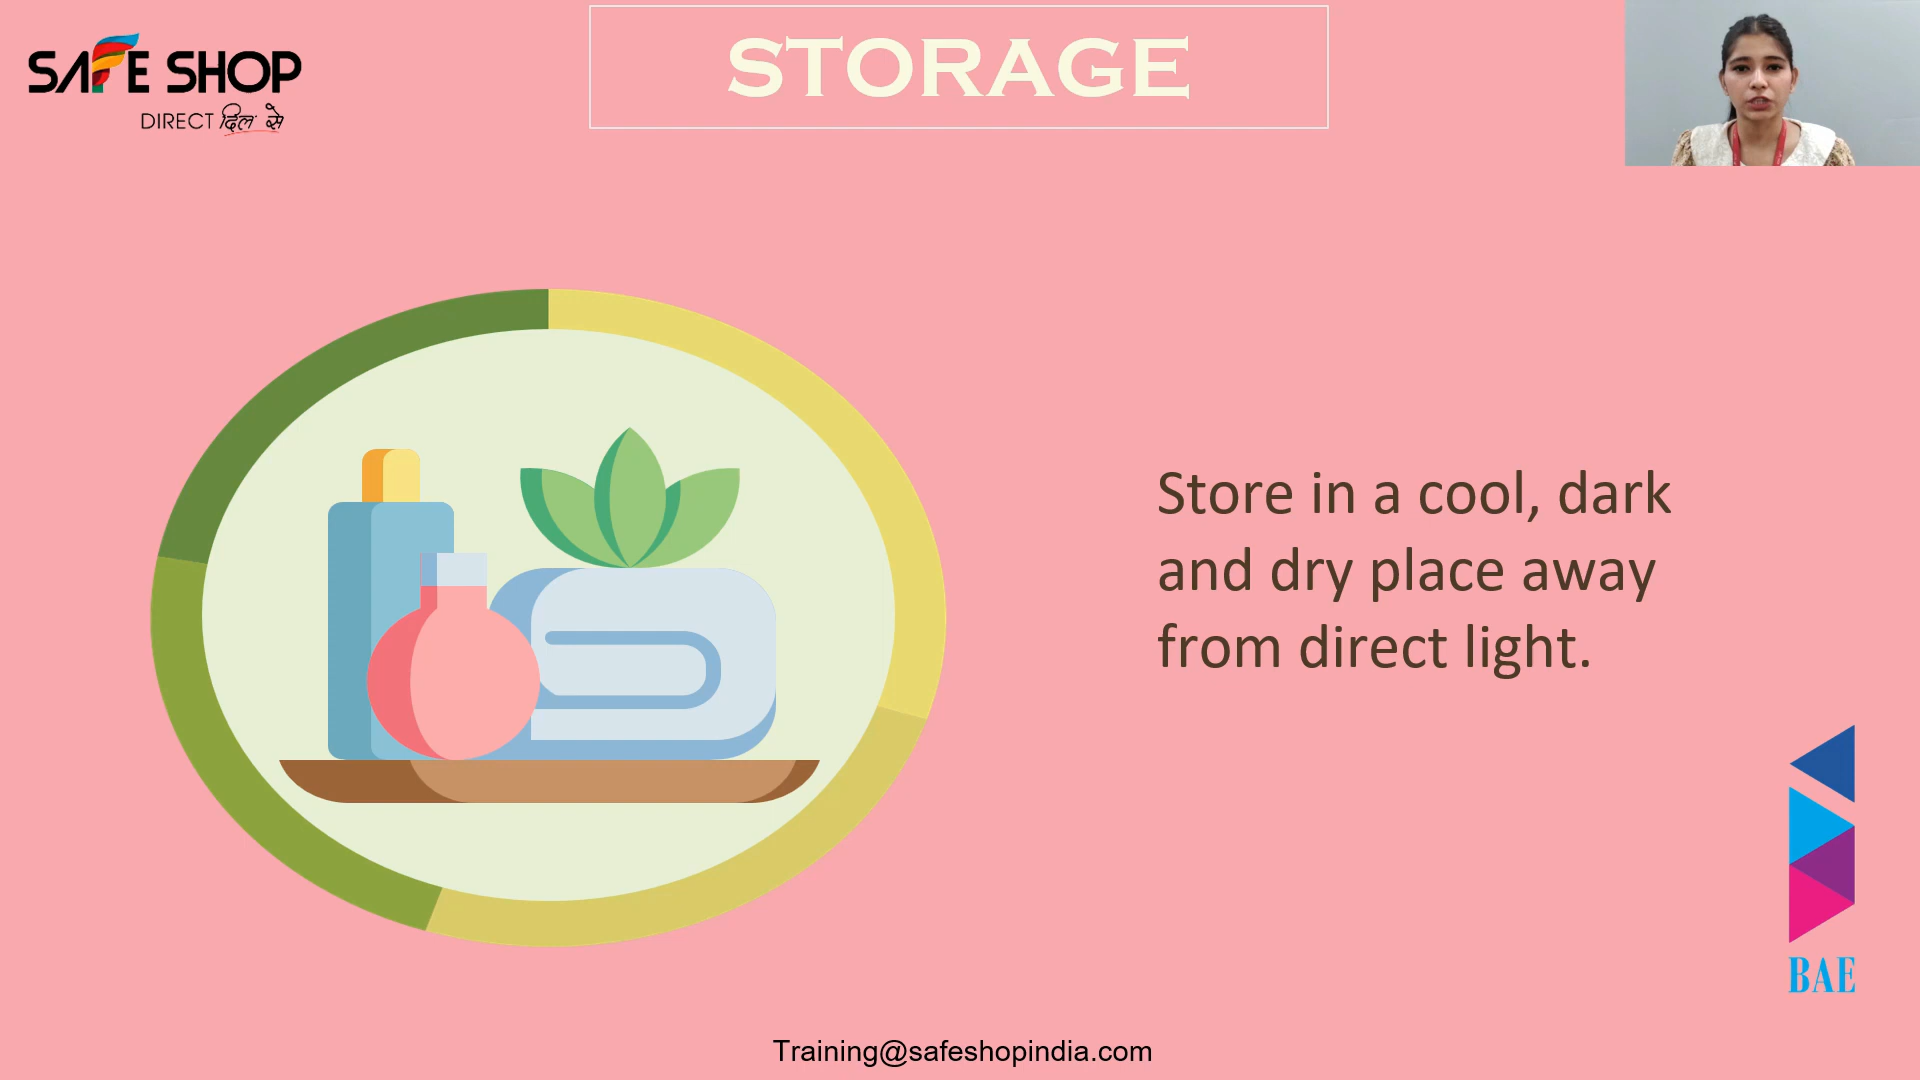 SAFE SHOP
DIRECT दिल से
STORAGE
Store in a cool, dark
and dry place away
from direct light.
BAE
Training@safeshopindia.com